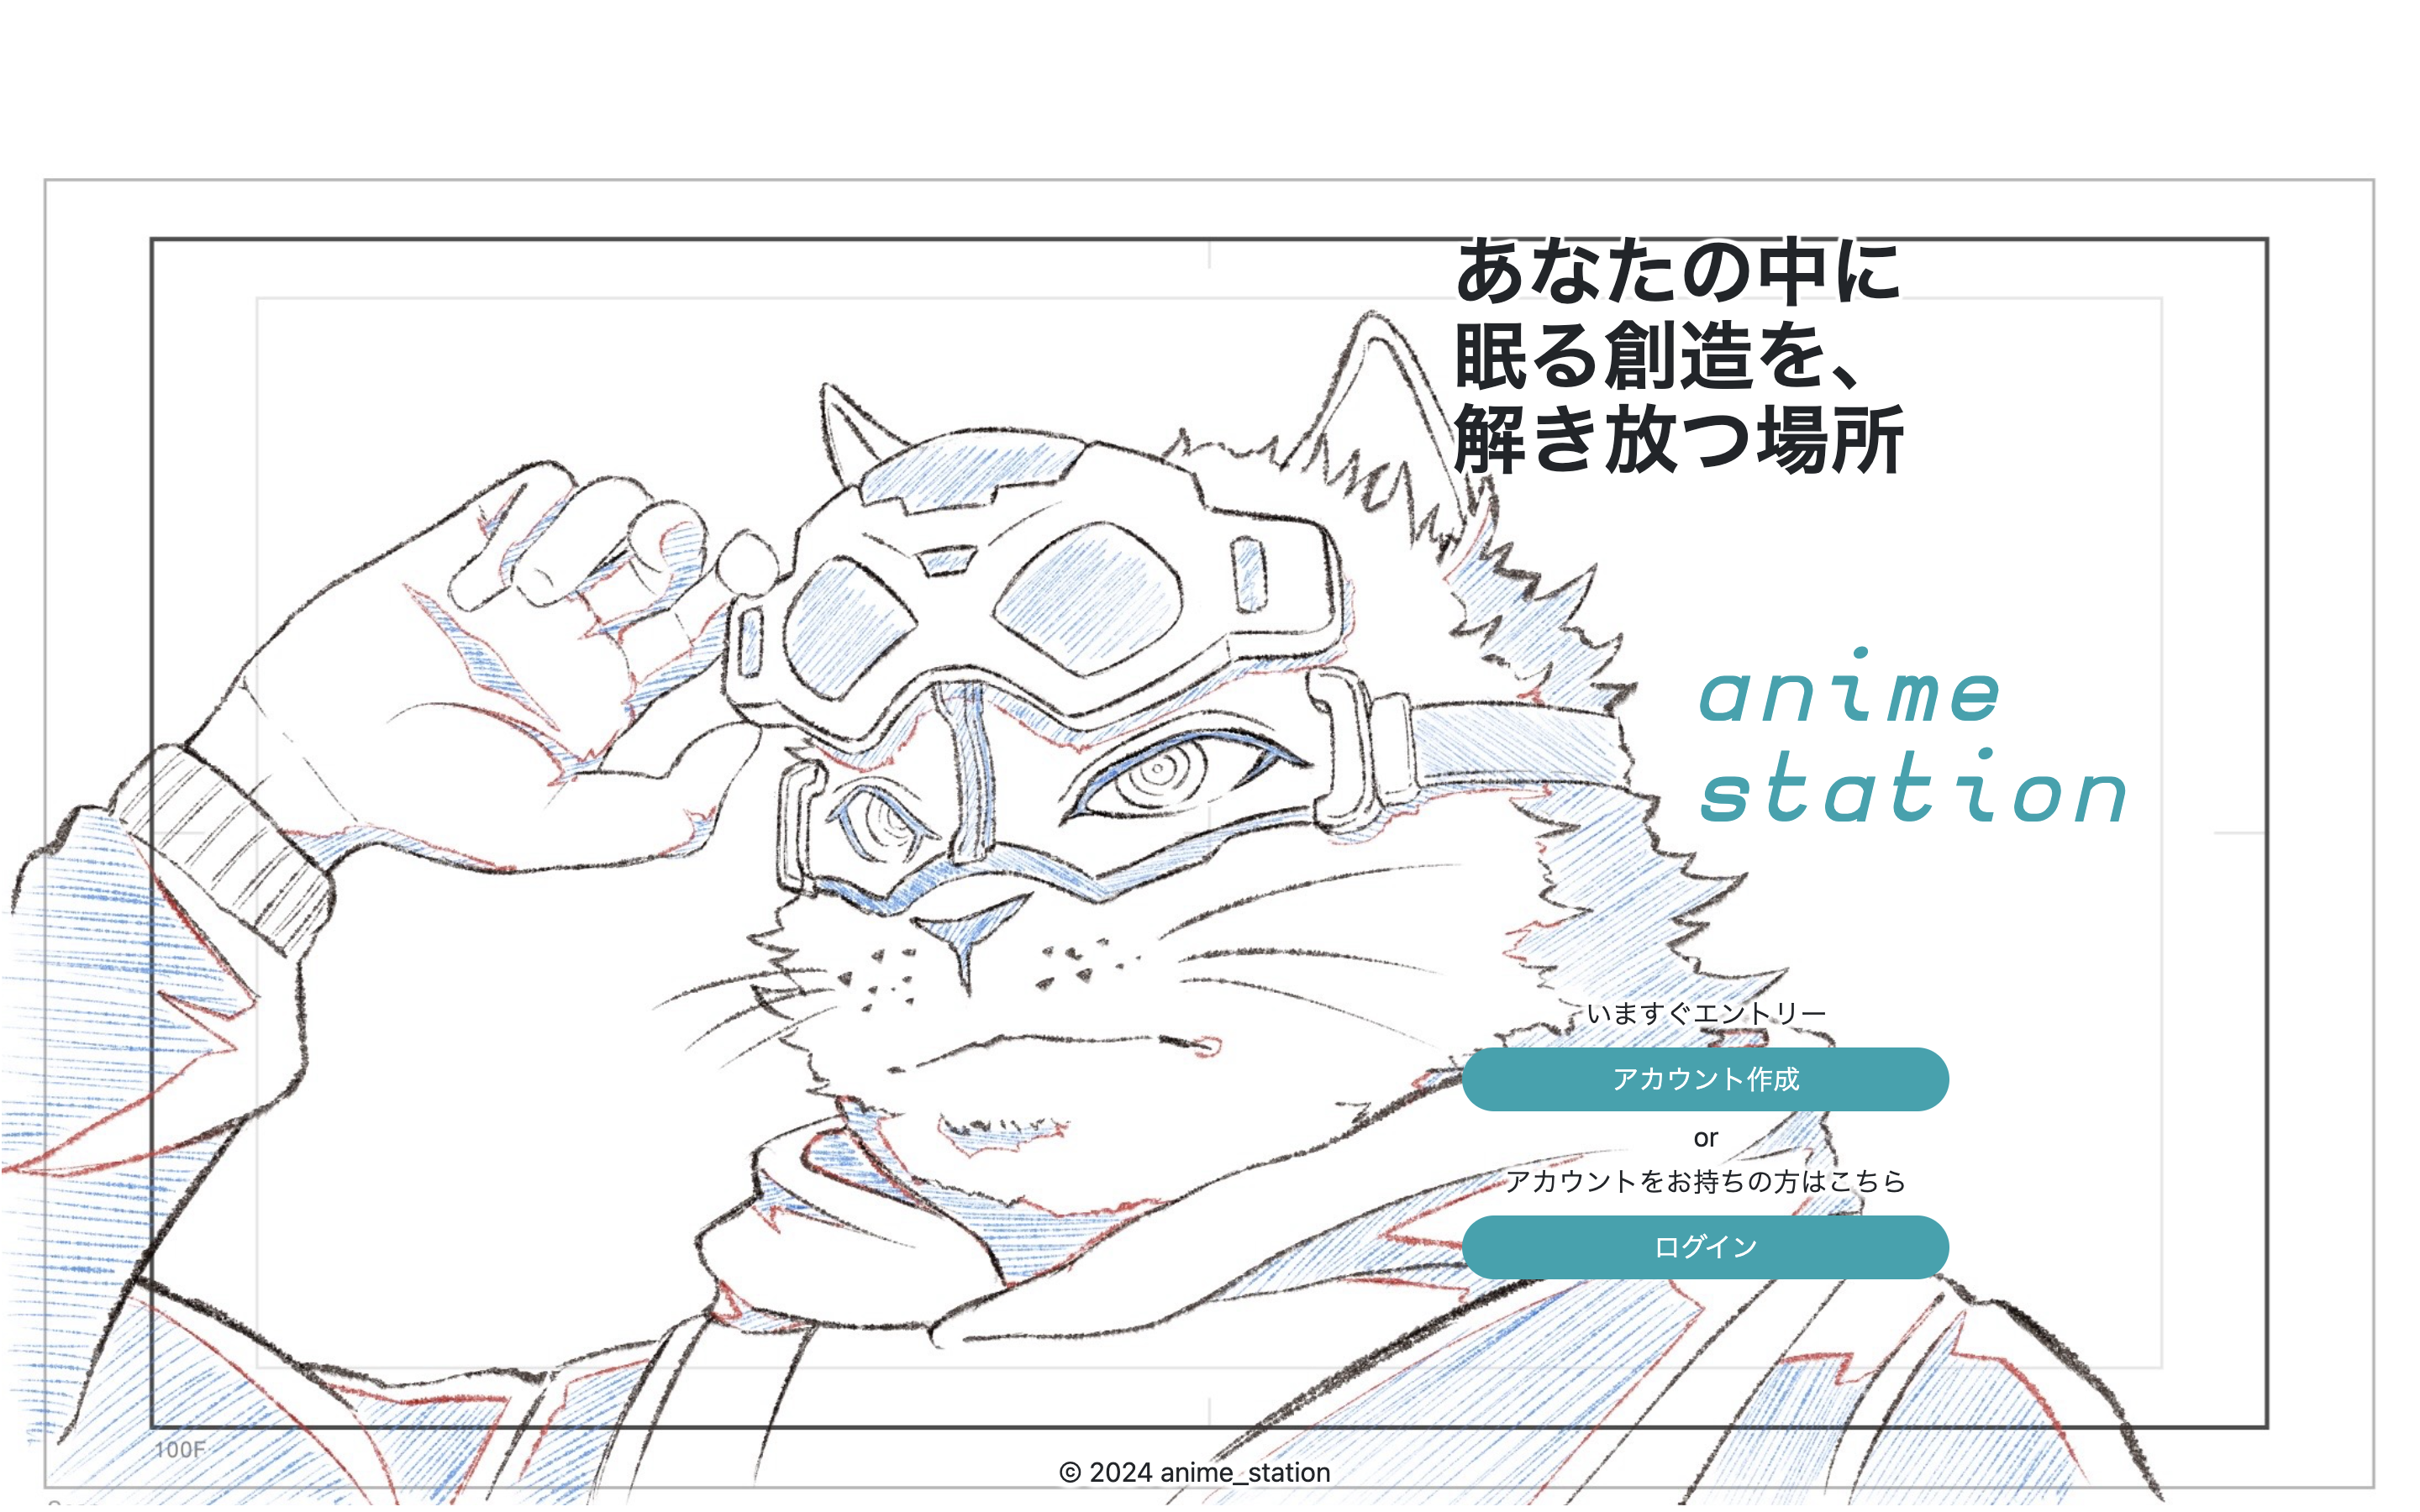 あなたの中に
眠る創造を、
解き放つ場所
anime
station
いますぐエントリー
アカウント作成
or
アカウントをお持ちの方はこちら
ログイン
100F
© 2024 anime_station